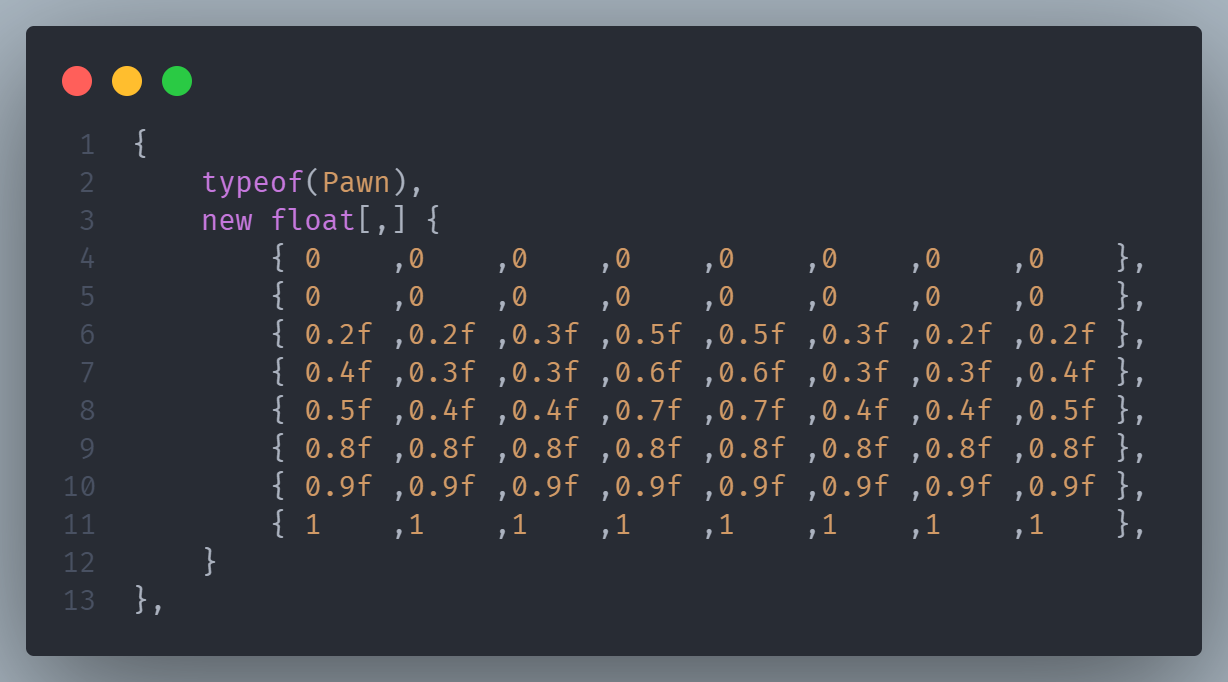 1 {
2     typeof(Pawn),
3     new float[,] {
4         { 0    ,0    ,0    ,0    ,0    ,0    ,0    ,0    },
5         { 0    ,0    ,0    ,0    ,0    ,0    ,0    ,0    },
6         { 0.2f ,0.2f ,0.3f ,0.5f ,0.5f ,0.3f ,0.2f ,0.2f },
7         { 0.4f ,0.3f ,0.3f ,0.6f ,0.6f ,0.3f ,0.3f ,0.4f },
8         { 0.5f ,0.4f ,0.4f ,0.7f ,0.7f ,0.4f ,0.4f ,0.5f },
9         { 0.8f ,0.8f ,0.8f ,0.8f ,0.8f ,0.8f ,0.8f ,0.8f },
10         { 0.9f ,0.9f ,0.9f ,0.9f ,0.9f ,0.9f ,0.9f ,0.9f },
11         { 1    ,1    ,1    ,1    ,1    ,1    ,1    ,1    },
12     }
13 },